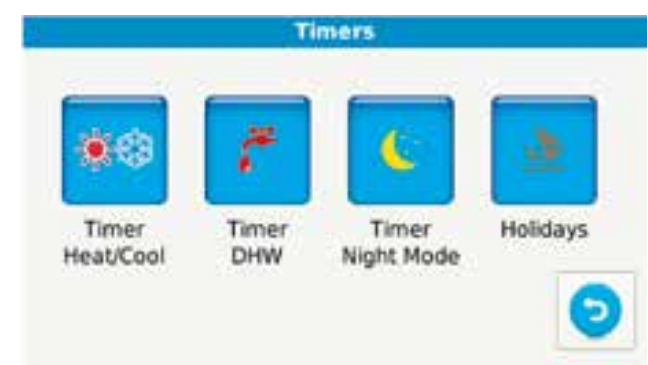 Timers
Timer
Heat/Cool
Timer
DHW
Timer
Night Mode
Holidays